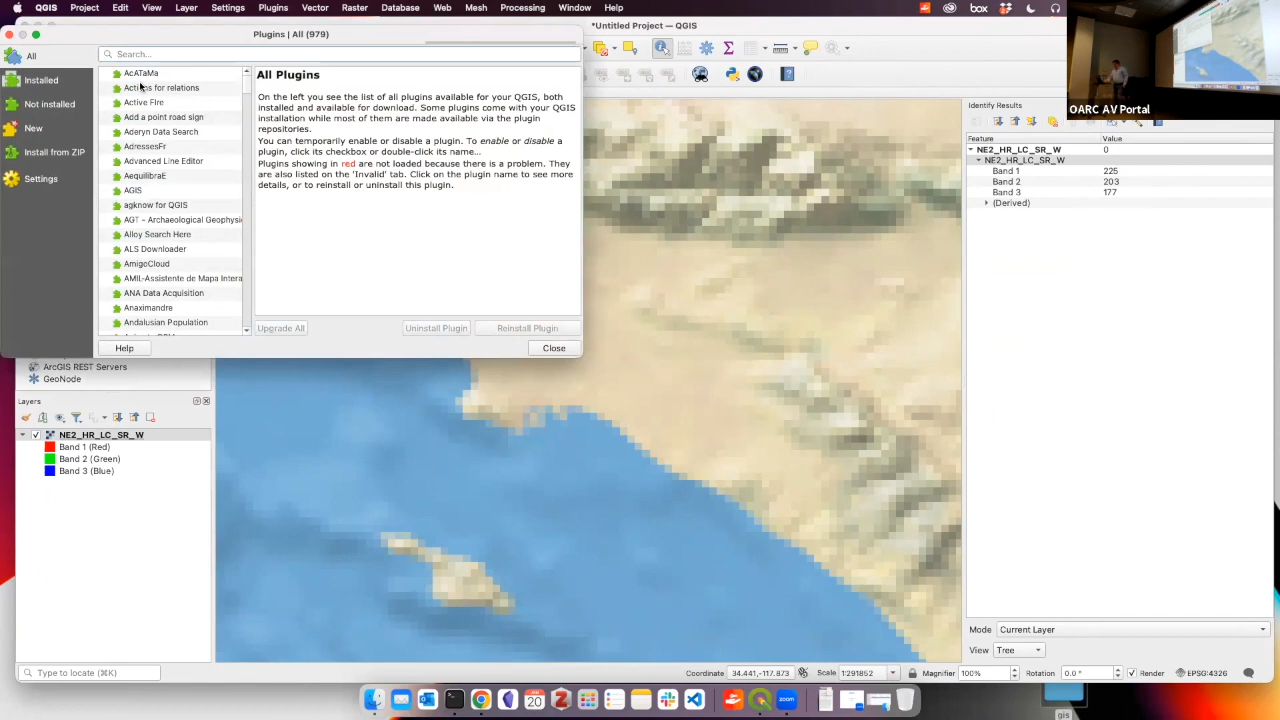 QGIS Project Edit View Layer Settings Plugins Vector Raster Database Web Mesh Processing Window Help
box
*Untitled Project — QGIS
Plugins | All (979)
All
Search...
Installed
Not installed
New
Install from ZIP
Settings
AcATaMa
Actions for relations
Active Fire
Add a point road sign
Aderyn Data Search
AdressesFr
Advanced Line Editor
AequilibraE
AGIS
agknow for QGIS
AGT - Archaeological Geophysi
Alloy Search Here
ALS Downloader
AmigoCloud
AMIL-Assistente de Mapa Intera
ANA Data Acquisition
Anaximandre
Andalusian Population
All Plugins
On the left you see the list of all plugins available for your QGIS, both
installed and available for download. Some plugins come with your QGIS
installation while most of them are made available via the plugin
repositories.
You can temporarily enable or disable a plugin. To enable or disable a
plugin, click its checkbox or double-click its name...
Plugins showing in red are not loaded because there is a problem. They
are also listed on the 'Invalid' tab. Click on the plugin name to see more
details, or to reinstall or uninstall this plugin.
Upgrade All
Uninstall Plugin
Reinstall Plugin
Help
Close
ArcGIS REST Servers
GeoNode
Layers
NE2_HR_LC_SR_W
Band 1 (Red)
Band 2 (Green)
Band 3 (Blue)
OARC AV Portal
Identify Results
Feature Value
NE2_HR_LC_SR_W 0
NE2_HR_LC_SR_W
Band 1 225
Band 2 203
Band 3 177
(Derived)
Mode Current Layer
View Tree
Type to locate (⌘K)
Coordinate 34.441,-117.873 Scale 1:291852 Magnifier 100% Rotation 0.0 ° Render EPSG:4326
JAN
20
zoom
gis